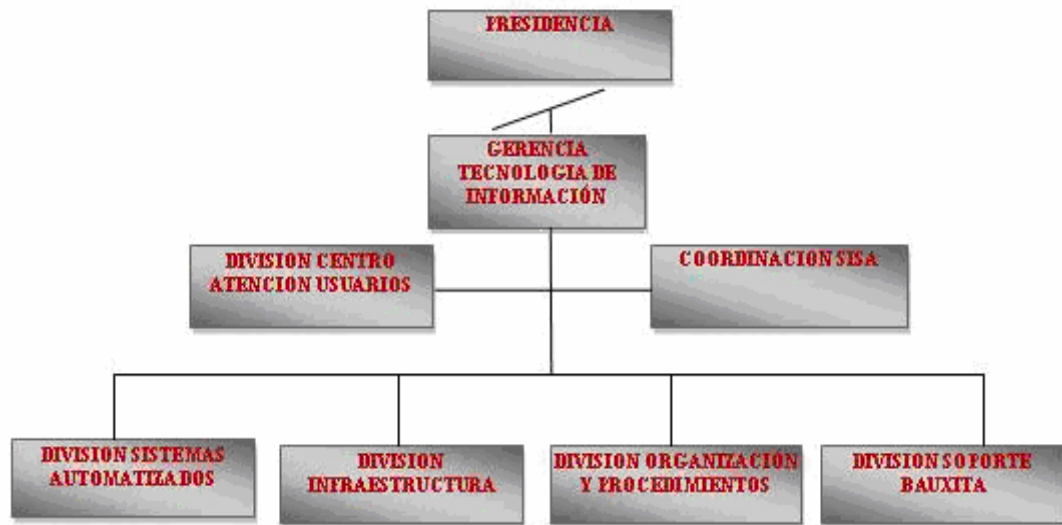 PRESIDENCIA
GERENCIA
TECNOLOGIA DE
INFORMACIÓN
DIVISION CENTRO
ATENCION USUARIOS
COORDINACION SISA
DIVISION SISTEMAS
AUTOMATIZADOS
DIVISION
INFRAESTRUCTURA
DIVISION ORGANIZACIÓN
Y PROCEDIMIENTOS
DIVISION SOPORTE
BAUXITA